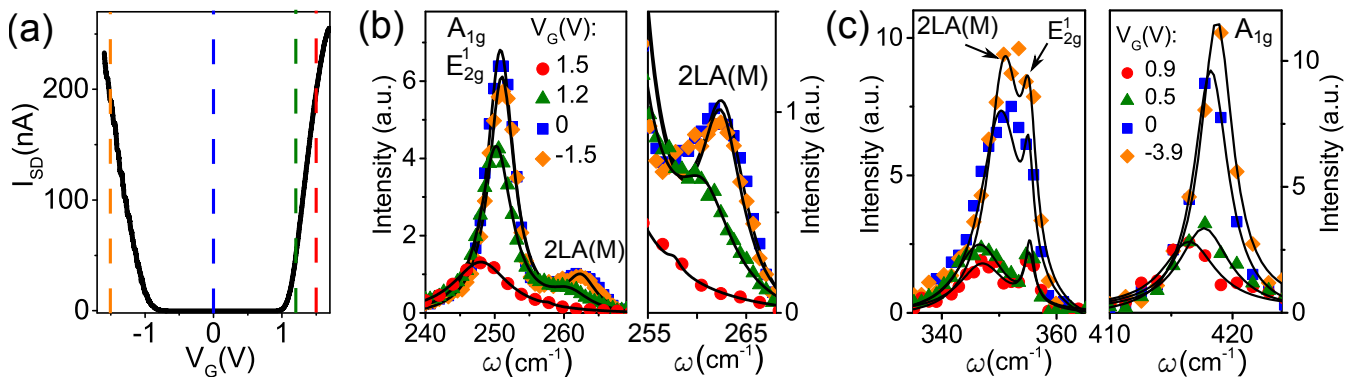 (a)
I_SD(nA)
200
100
0
-1
0
1
V_G(V)
(b)
A_1g
E^1_2g
V_G(V):
1.5
1.2
0
-1.5
2LA(M)
Intensity (a.u.)
6
4
2
0
240
250
260
ω(cm⁻¹)
2LA(M)
1
0
Intensity (a.u.)
255
265
ω(cm⁻¹)
(c)
2LA(M)
E^1_2g
Intensity (a.u.)
10
5
0
340
360
ω(cm⁻¹)
V_G(V):
0.9
0.5
0
-3.9
A_1g
10
5
0
Intensity (a.u.)
410
420
ω(cm⁻¹)